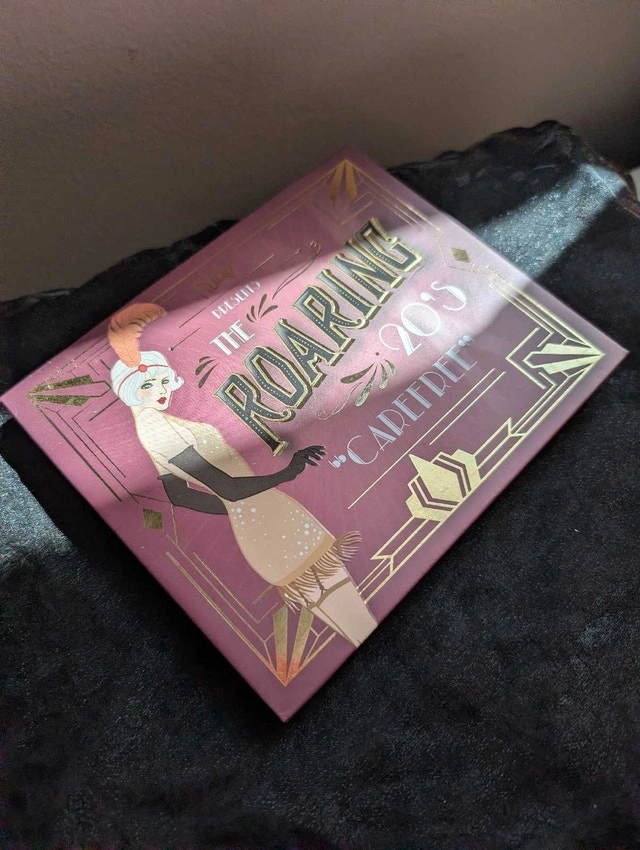 PRESENTS
THE
ROARING
20's
"CAREFREE"